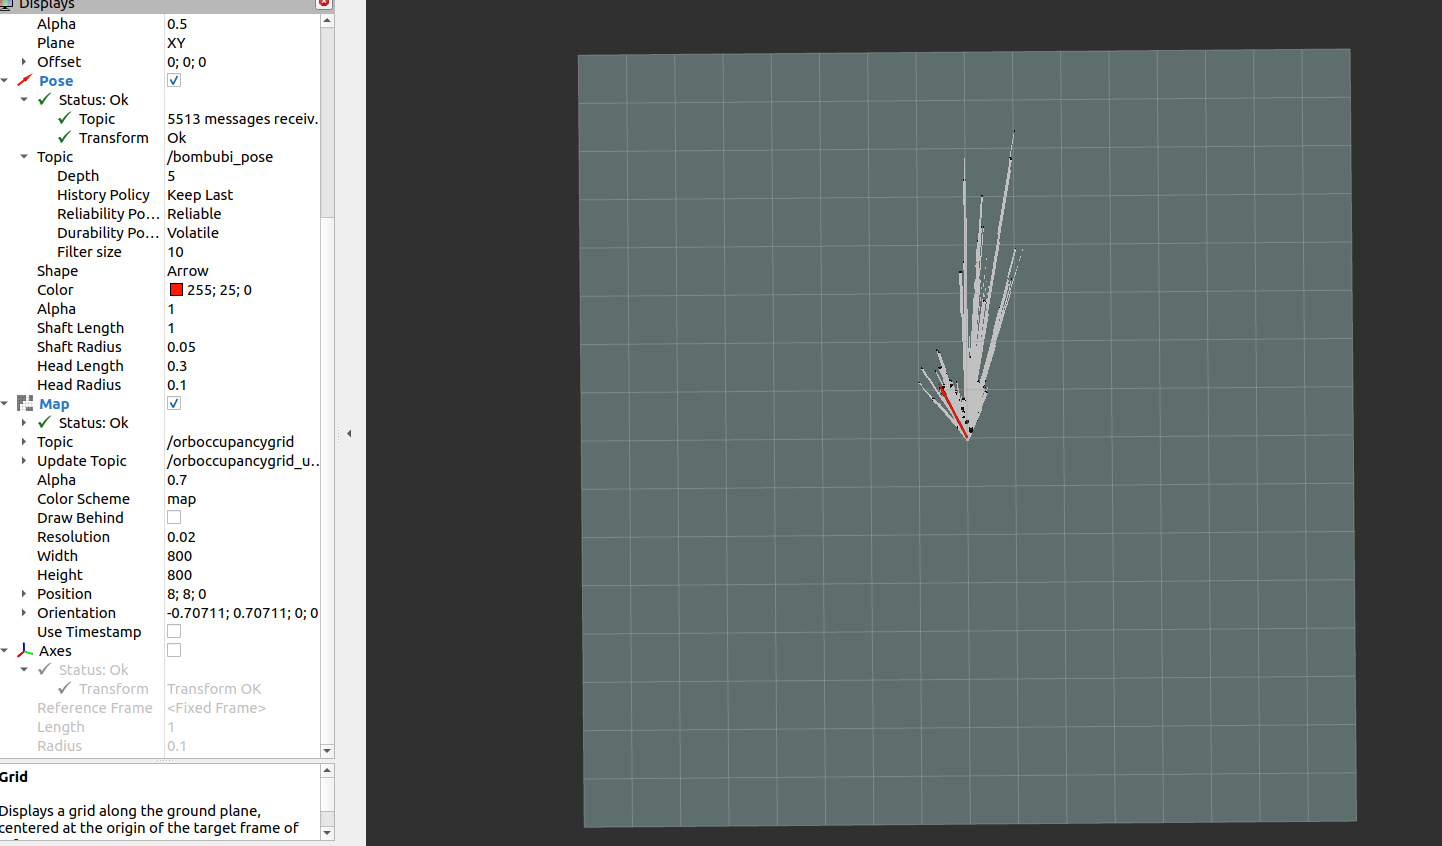 Displays
Alpha 0.5
Plane XY
Offset 0; 0; 0
Pose
Status: Ok
Topic 5513 messages receiv.
Transform Ok
Topic /bombubi_pose
Depth 5
History Policy Keep Last
Reliability Po... Reliable
Durability Po... Volatile
Filter size 10
Shape Arrow
Color 255; 25; 0
Alpha 1
Shaft Length 1
Shaft Radius 0.05
Head Length 0.3
Head Radius 0.1
Map
Status: Ok
Topic /orboccupancygrid
Update Topic /orboccupancygrid_u..
Alpha 0.7
Color Scheme map
Draw Behind
Resolution 0.02
Width 800
Height 800
Position 8; 8; 0
Orientation -0.70711; 0.70711; 0; 0
Use Timestamp
Axes
Status: Ok
Transform Transform OK
Reference Frame <Fixed Frame>
Length 1
Radius 0.1
Grid
Displays a grid along the ground plane,
centered at the origin of the target frame of